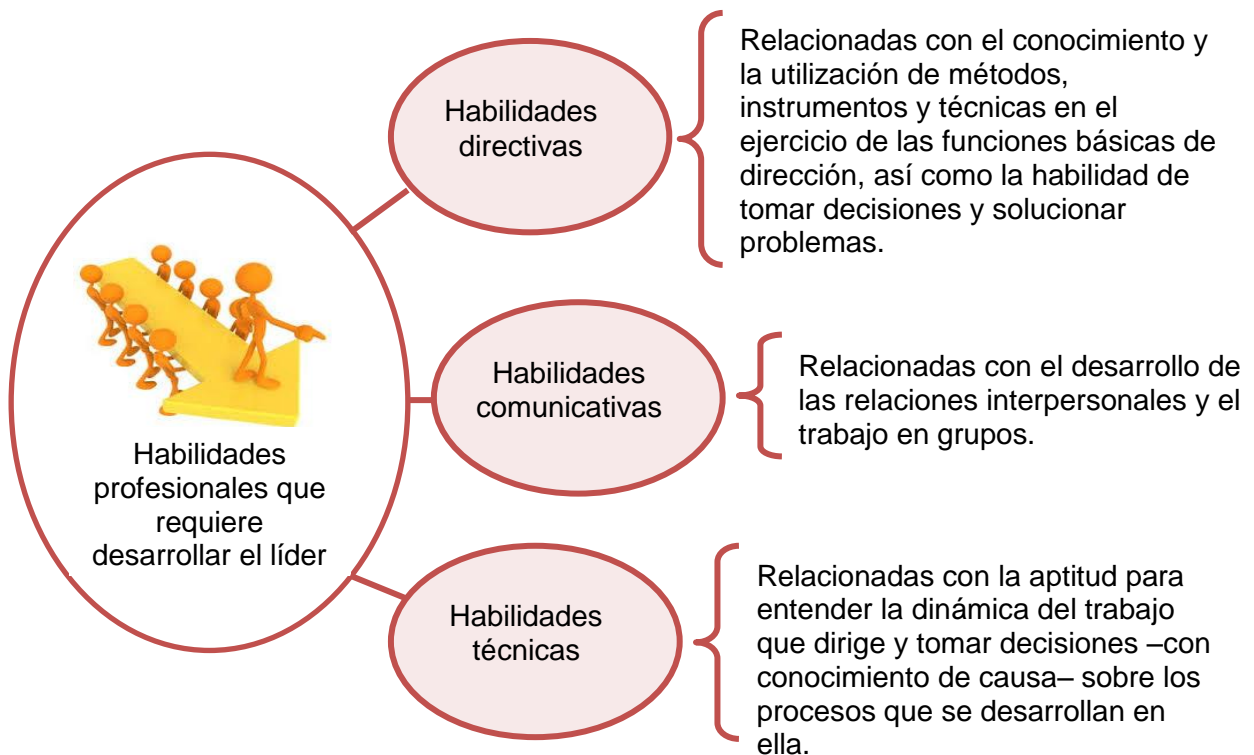 Habilidades
profesionales que
requiere
desarrollar el líder
Habilidades
directivas
Relacionadas con el conocimiento y
la utilización de métodos,
instrumentos y técnicas en el
ejercicio de las funciones básicas de
dirección, así como la habilidad de
tomar decisiones y solucionar
problemas.
Habilidades
comunicativas
Relacionadas con el desarrollo de
las relaciones interpersonales y el
trabajo en grupos.
Habilidades
técnicas
Relacionadas con la aptitud para
entender la dinámica del trabajo
que dirige y tomar decisiones –con
conocimiento de causa– sobre los
procesos que se desarrollan en
ella.